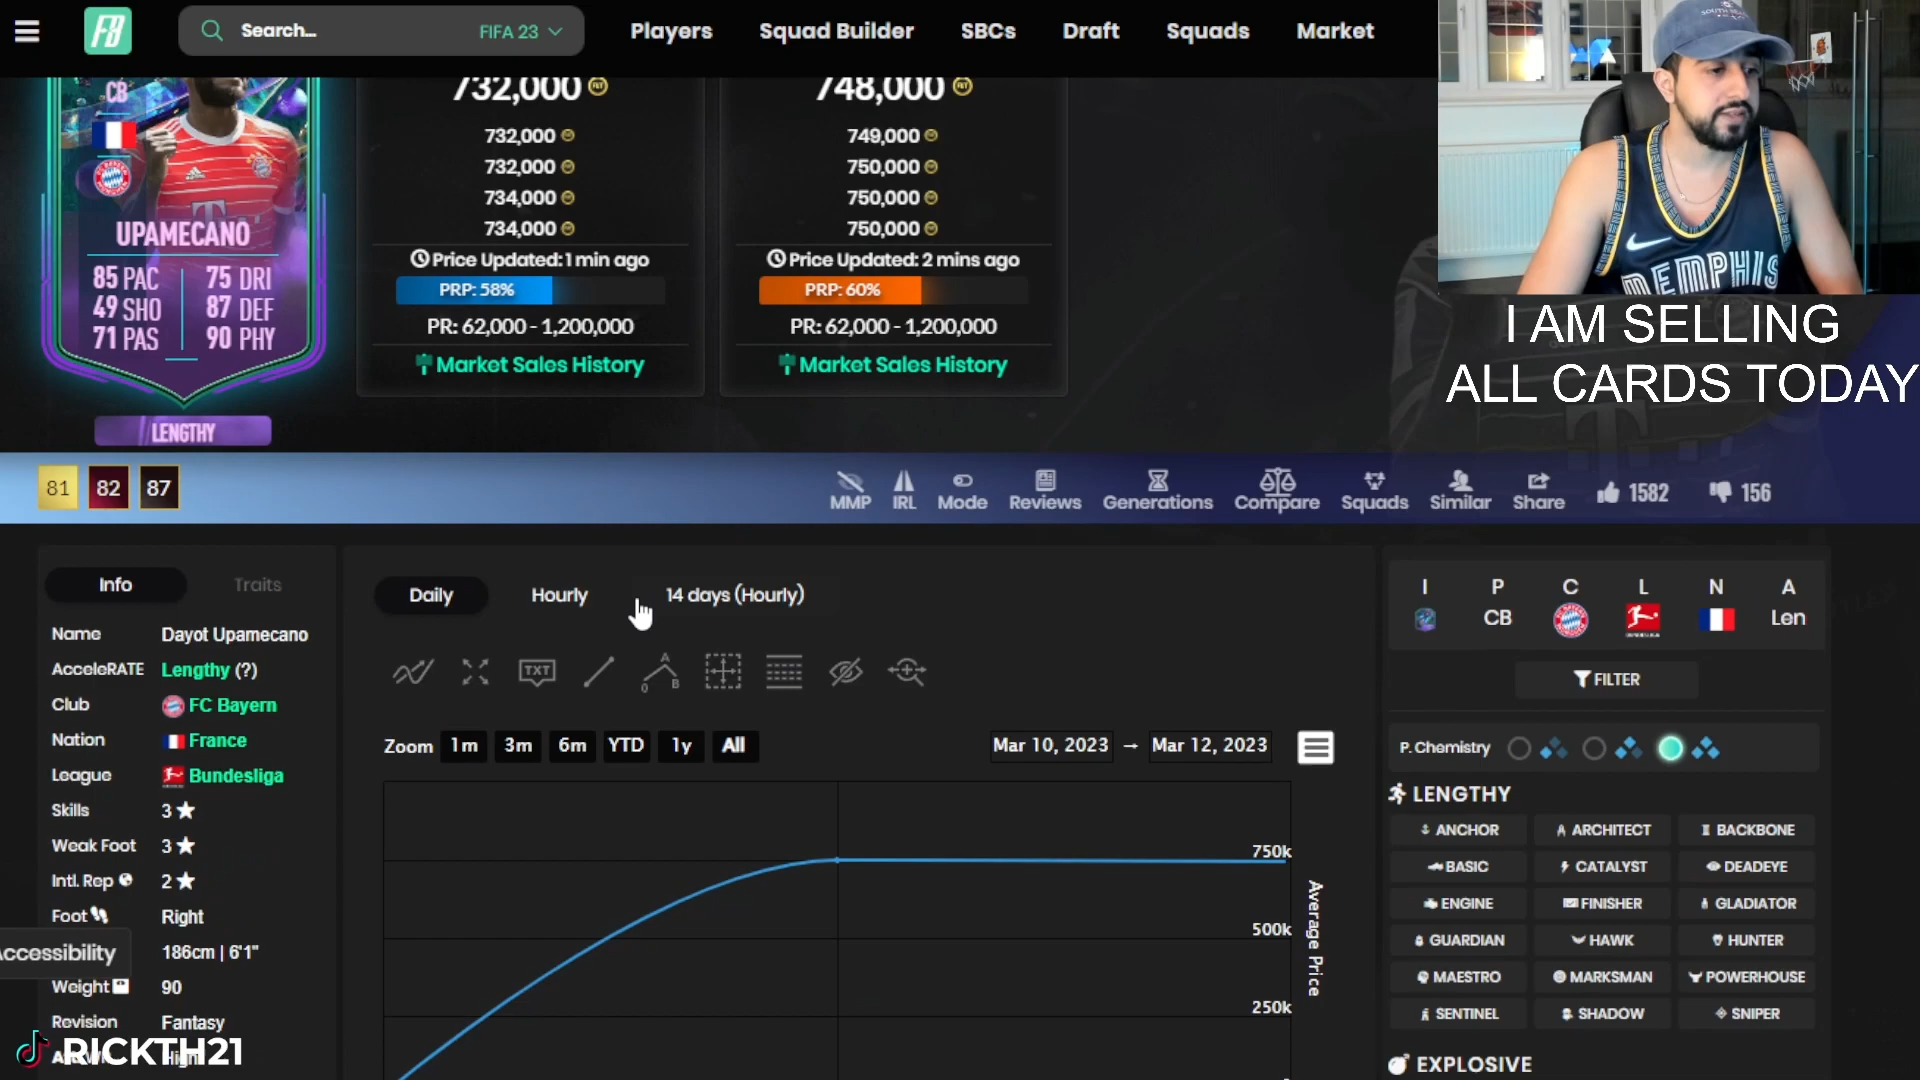 F8
Search...
FIFA 23
Players
Squad Builder
SBCs
Draft
Squads
Market
CB
UPAMECANO
85 PAC
75 DRI
49 SHO
87 DEF
71 PAS
90 PHY
LENGTHY
732,000
732,000
732,000
734,000
734,000
Price Updated: 1 min ago
PRP: 58%
PR: 62,000 - 1,200,000
Market Sales History
748,000
749,000
750,000
750,000
750,000
Price Updated: 2 mins ago
PRP: 60%
PR: 62,000 - 1,200,000
Market Sales History
MEMPHIS
I AM SELLING
ALL CARDS TODAY
81
82
87
MMP
IRL
Mode
Reviews
Generations
Compare
Squads
Similar
Share
1582
156
Info
Traits
Name Dayot Upamecano
AcceleRATE Lengthy (?)
Club FC Bayern
Nation France
League Bundesliga
Skills 3
Weak Foot 3
Intl. Rep 2
Foot Right
186cm | 6'1"
Accessibility
Weight 90
Revision Fantasy
RICKTH21
Daily
Hourly
14 days (Hourly)
TXT
A
0 B
Zoom 1m 3m 6m YTD 1y All
Mar 10, 2023 → Mar 12, 2023
750k
500k
250k
Average Price
I P C L N A
CB
Len
FILTER
P. Chemistry
LENGTHY
ANCHOR ARCHITECT BACKBONE
BASIC CATALYST DEADEYE
ENGINE FINISHER GLADIATOR
GUARDIAN HAWK HUNTER
MAESTRO MARKSMAN POWERHOUSE
SENTINEL SHADOW SNIPER
EXPLOSIVE